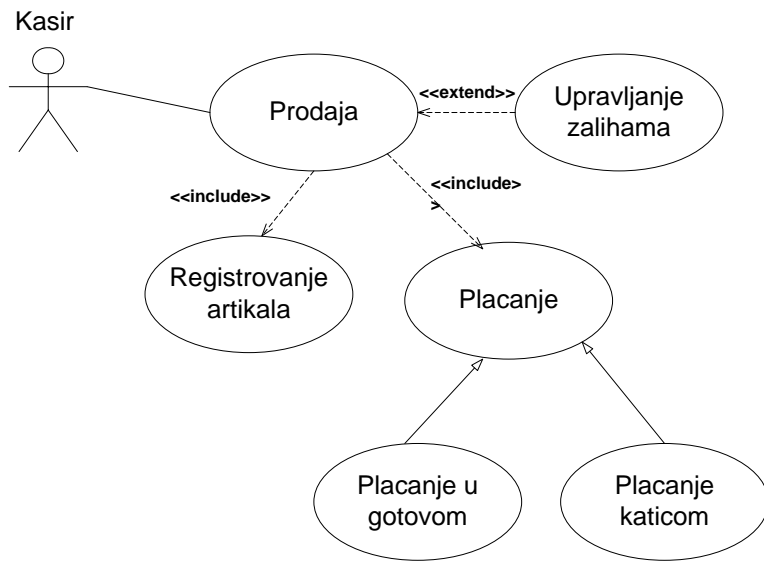 Kasir
Prodaja
<<extend>>
Upravljanje
zalihama
<<include>>
<<include>
>
Registrovanje
artikala
Placanje
Placanje u
gotovom
Placanje
katicom